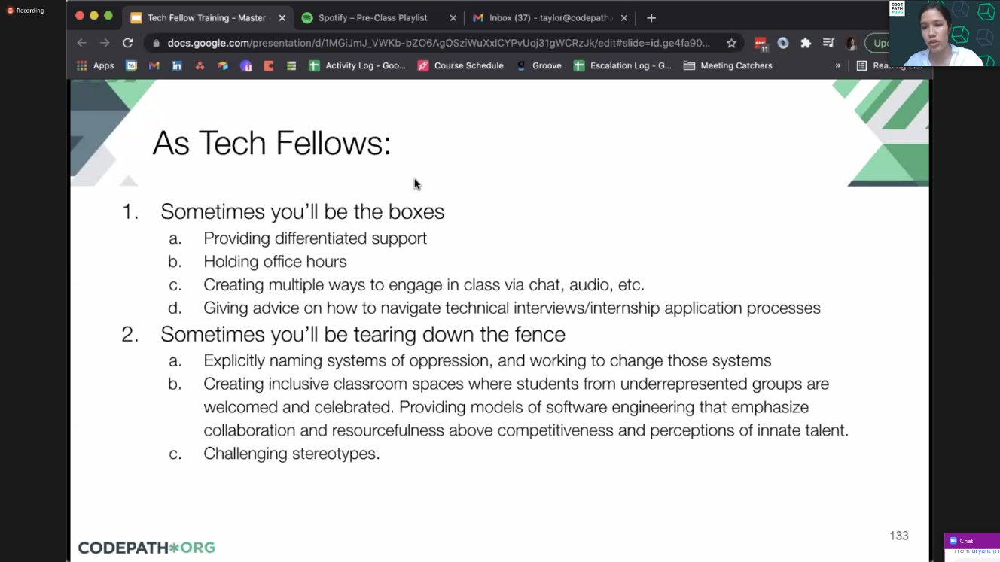 Recording
Tech Fellow Training - Master
Spotify – Pre-Class Playlist
Inbox (37) - taylor@codepath.
docs.google.com/presentation/d/1MGiJmJ_VWKb-bZO6AgOSziWuXxlCYPvUoj31gWCRzJk/edit#slide=id.ge4fa90...
11
CODE
PATH
*ORG
Apps
16
Activity Log - Goo...
Course Schedule
g
Groove
Escalation Log - G...
Meeting Catchers
»
As Tech Fellows:
1. Sometimes you'll be the boxes
a. Providing differentiated support
b. Holding office hours
c. Creating multiple ways to engage in class via chat, audio, etc.
d. Giving advice on how to navigate technical interviews/internship application processes
2. Sometimes you'll be tearing down the fence
a. Explicitly naming systems of oppression, and working to change those systems
b. Creating inclusive classroom spaces where students from underrepresented groups are
welcomed and celebrated. Providing models of software engineering that emphasize
collaboration and resourcefulness above competitiveness and perceptions of innate talent.
c. Challenging stereotypes.
CODEPATH*ORG
133
Chat